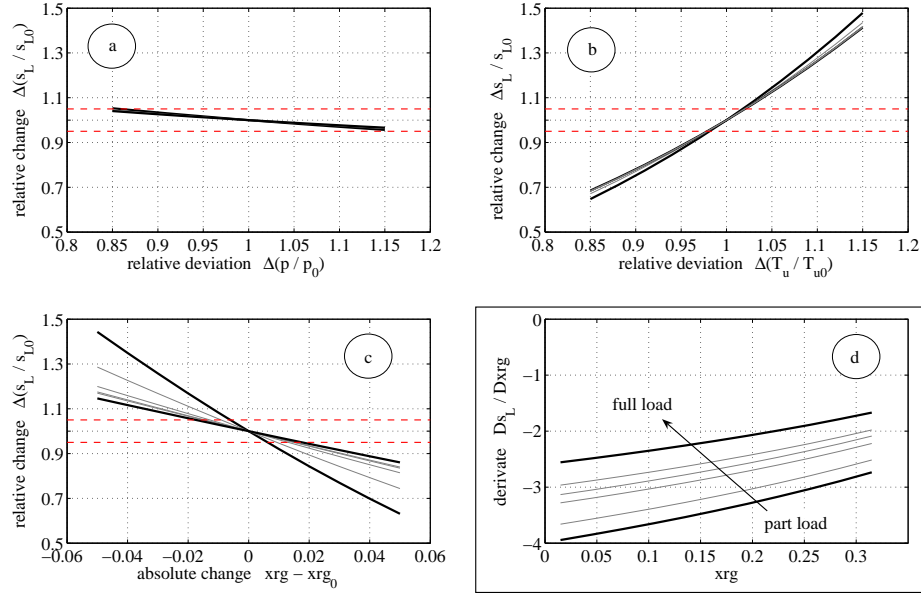 a
1.5
1.3
1.1
0.9
0.7
0.5
relative change Δ(s_L / s_L0)
0.8 0.85 0.9 0.95 1 1.05 1.1 1.15 1.2
relative deviation Δ(p / p_0)
b
1.5
1.3
1.1
0.9
0.7
0.5
relative change Δs_L / s_L0)
0.8 0.85 0.9 0.95 1 1.05 1.1 1.15 1.2
relative deviation Δ(T_u / T_u0)
c
1.5
1.3
1.1
0.9
0.7
0.5
relative change Δ(s_L / s_L0)
−0.06 −0.04 −0.02 0 0.02 0.04 0.06
absolute change xrg − xrg_0
d
0
−1
−2
−3
−4
derivate Ds_L / Dxrg
full load
part load
0 0.05 0.1 0.15 0.2 0.25 0.3
xrg